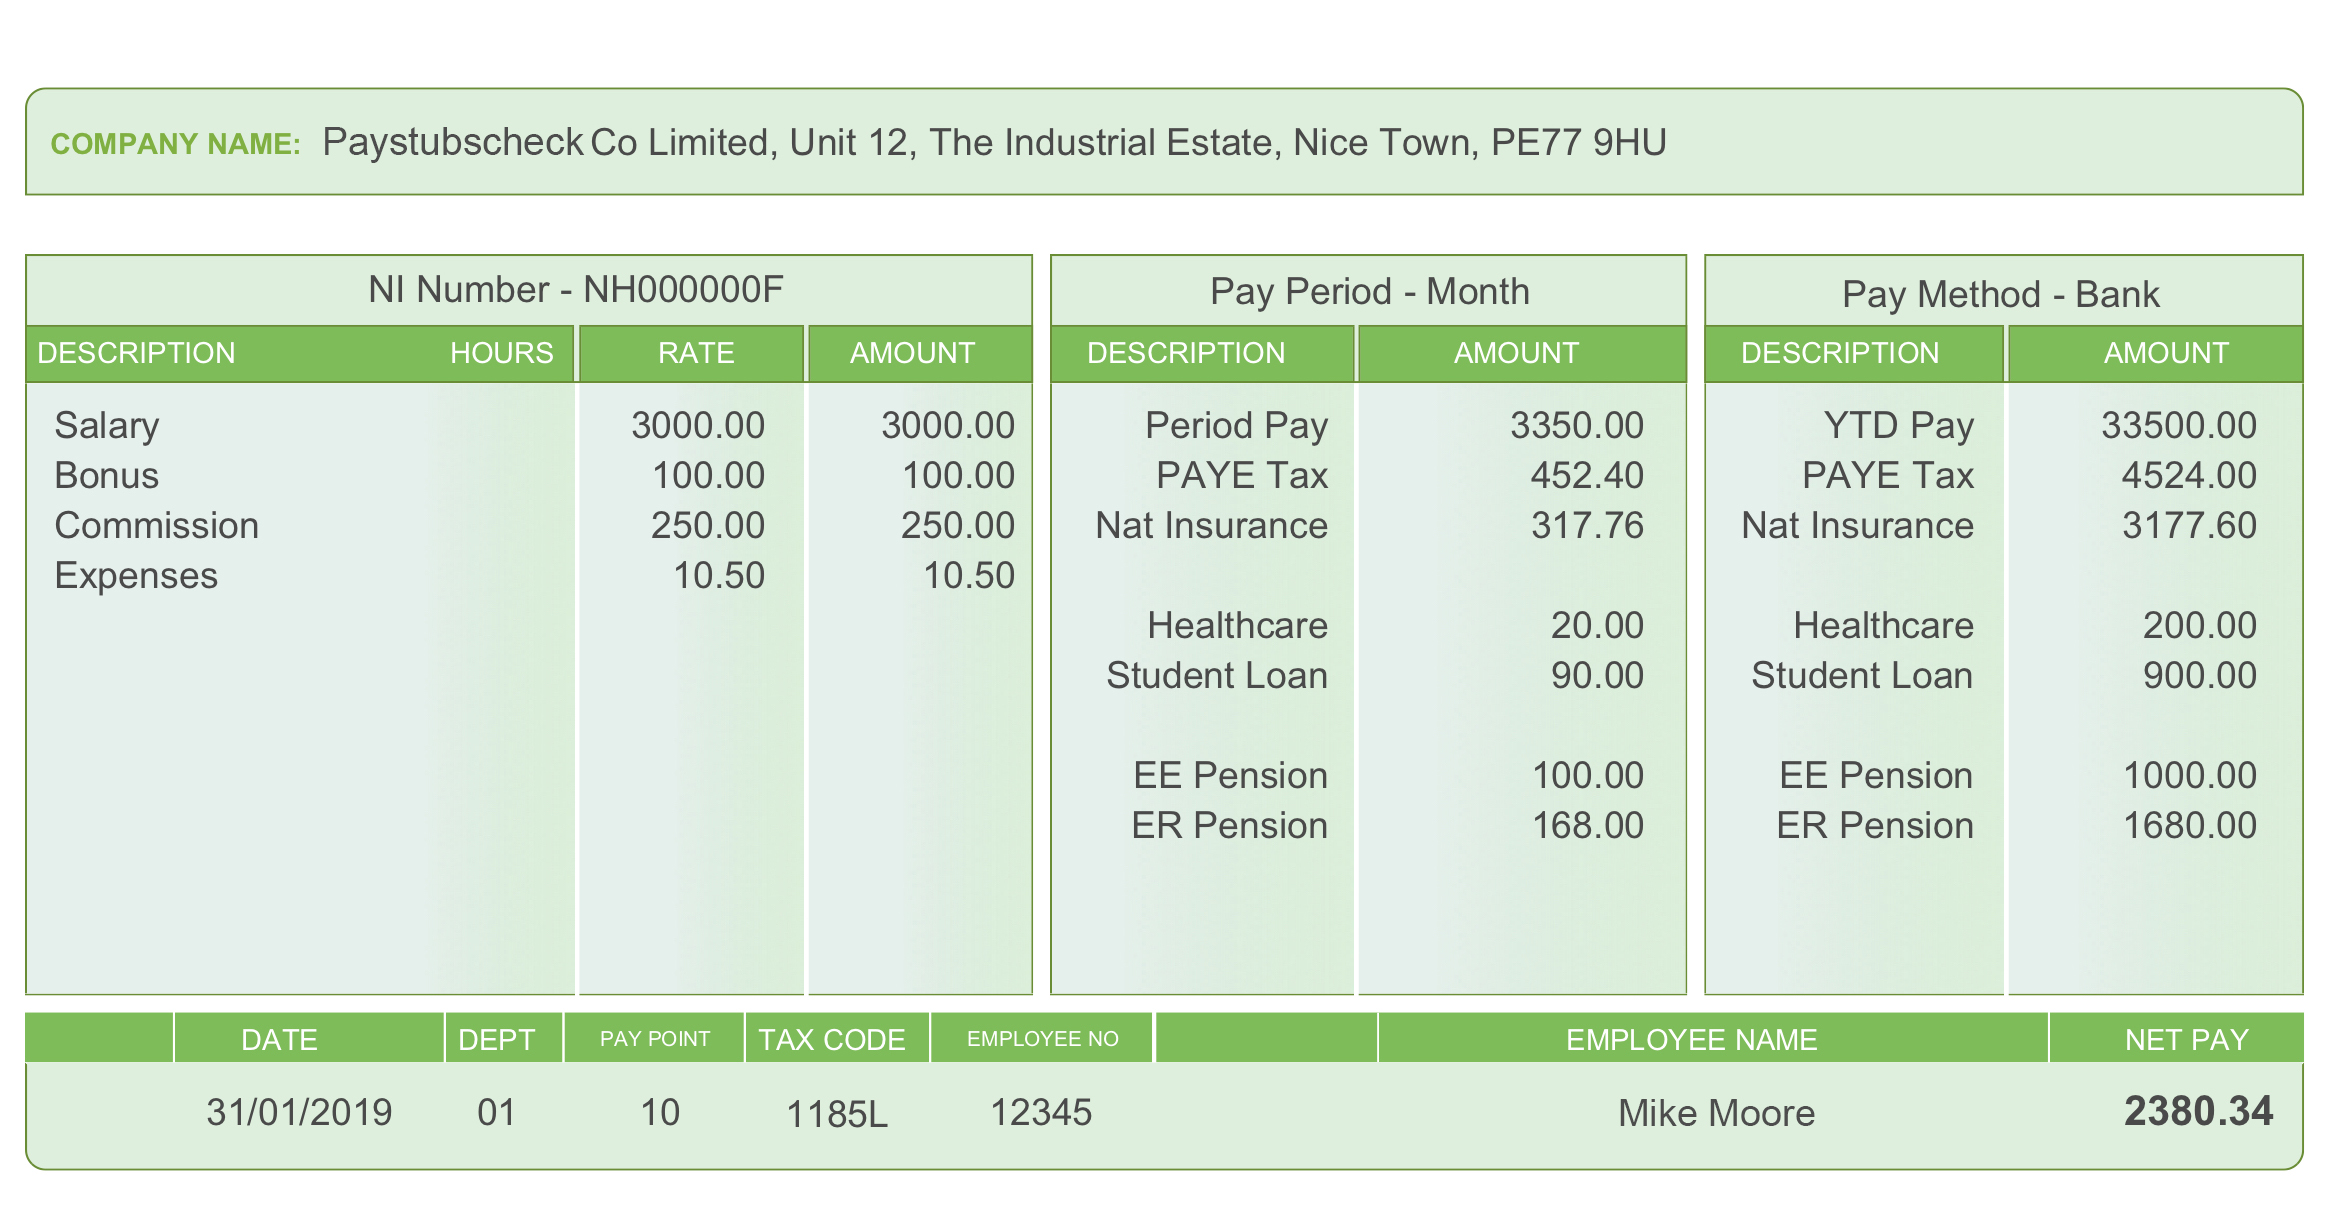 COMPANY NAME: Paystubscheck Co Limited, Unit 12, The Industrial Estate, Nice Town, PE77 9HU
NI Number - NH000000F
DESCRIPTION HOURS RATE AMOUNT
Salary 3000.00 3000.00
Bonus 100.00 100.00
Commission 250.00 250.00
Expenses 10.50 10.50
Pay Period - Month
DESCRIPTION AMOUNT
Period Pay 3350.00
PAYE Tax 452.40
Nat Insurance 317.76
Healthcare 20.00
Student Loan 90.00
EE Pension 100.00
ER Pension 168.00
Pay Method - Bank
DESCRIPTION AMOUNT
YTD Pay 33500.00
PAYE Tax 4524.00
Nat Insurance 3177.60
Healthcare 200.00
Student Loan 900.00
EE Pension 1000.00
ER Pension 1680.00
DATE DEPT PAY POINT TAX CODE EMPLOYEE NO EMPLOYEE NAME NET PAY
31/01/2019 01 10 1185L 12345 Mike Moore 2380.34